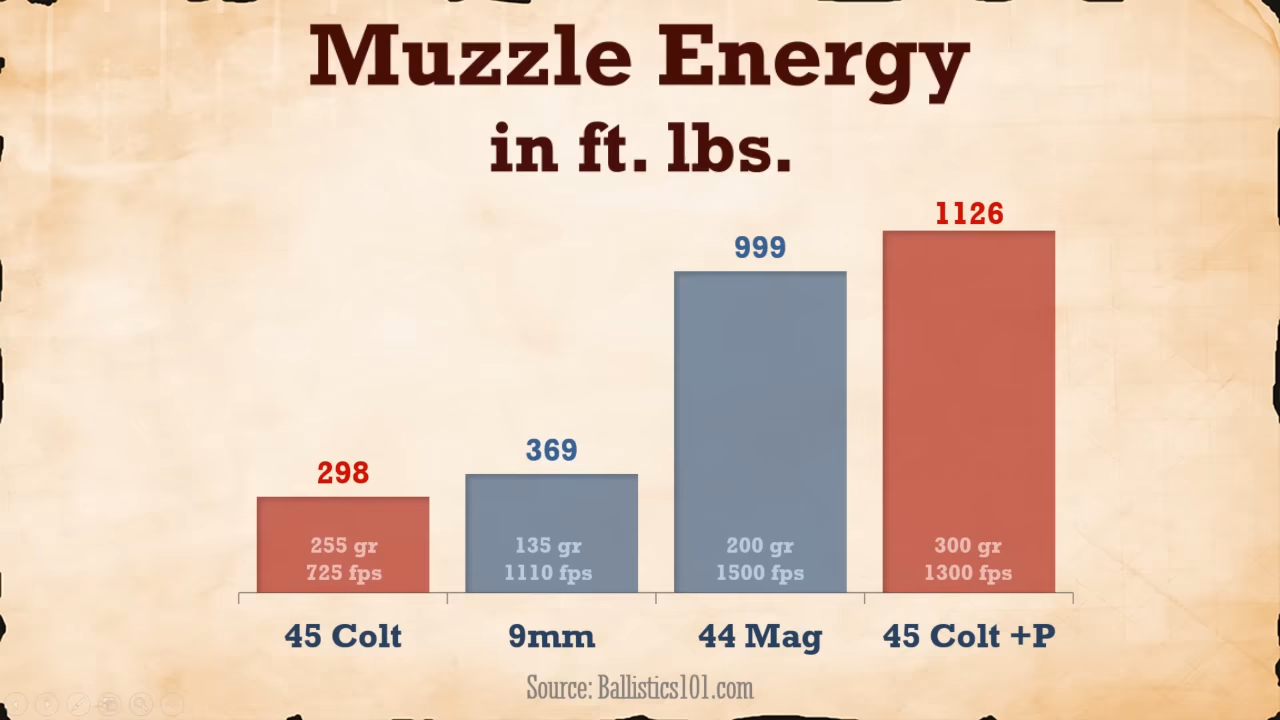 Muzzle Energy
in ft. lbs.
1126
999
369
298
255 gr
725 fps
135 gr
1110 fps
200 gr
1500 fps
300 gr
1300 fps
45 Colt
9mm
44 Mag
45 Colt +P
Source: Ballistics101.com